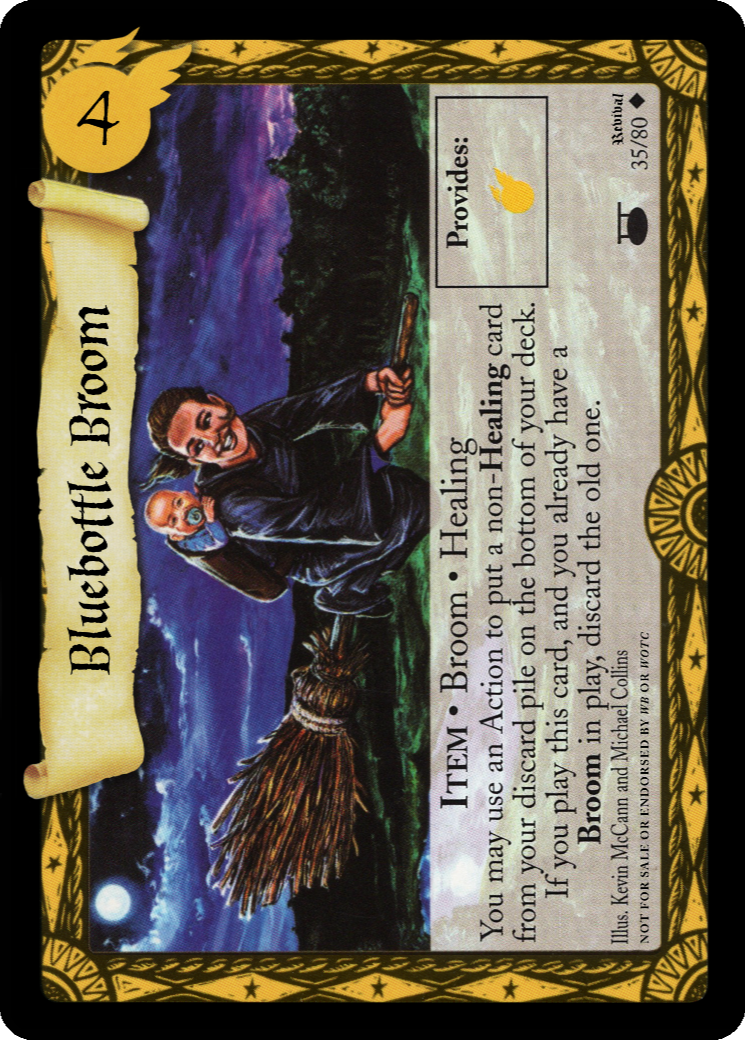 4
Bluebottle Broom
ITEM • Broom • Healing
You may use an Action to put a non-Healing card
from your discard pile on the bottom of your deck.
If you play this card, and you already have a
Broom in play, discard the old one.
Provides:
Illus. Kevin McCann and Michael Collins
NOT FOR SALE OR ENDORSED BY WB OR WOTC
Revival
35/80 ◆